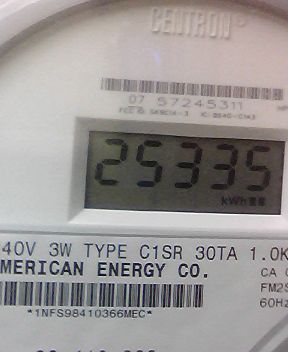 CENTRON®
07 57245311
25335
kWh
40V 3W TYPE C1SR 30TA 1.0K
MERICAN ENERGY CO.
CA
FM2S
60Hz
*1NFS98410366MEC*